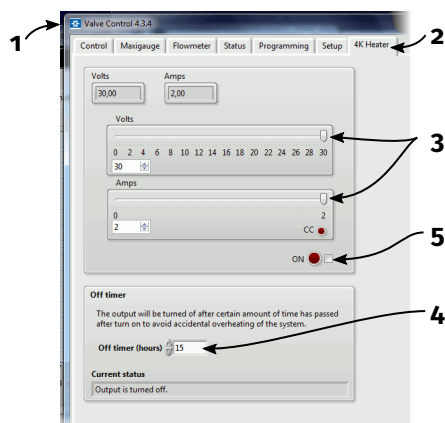 Valve Control 4.3.4
1
Control Maxigauge Flowmeter Status Programming Setup 4K Heater
2
Volts Amps
30,00 2,00
Volts
3
0 2 4 6 8 10 12 14 16 18 20 22 24 26 28 30
30
Amps
0 2
2
CC
5
ON
Off timer
The output will be turned of after certain amount of time has passed
after turn on to avoid accidental overheating of the system.
4
Off timer (hours) 15
Current status
Output is turned off.